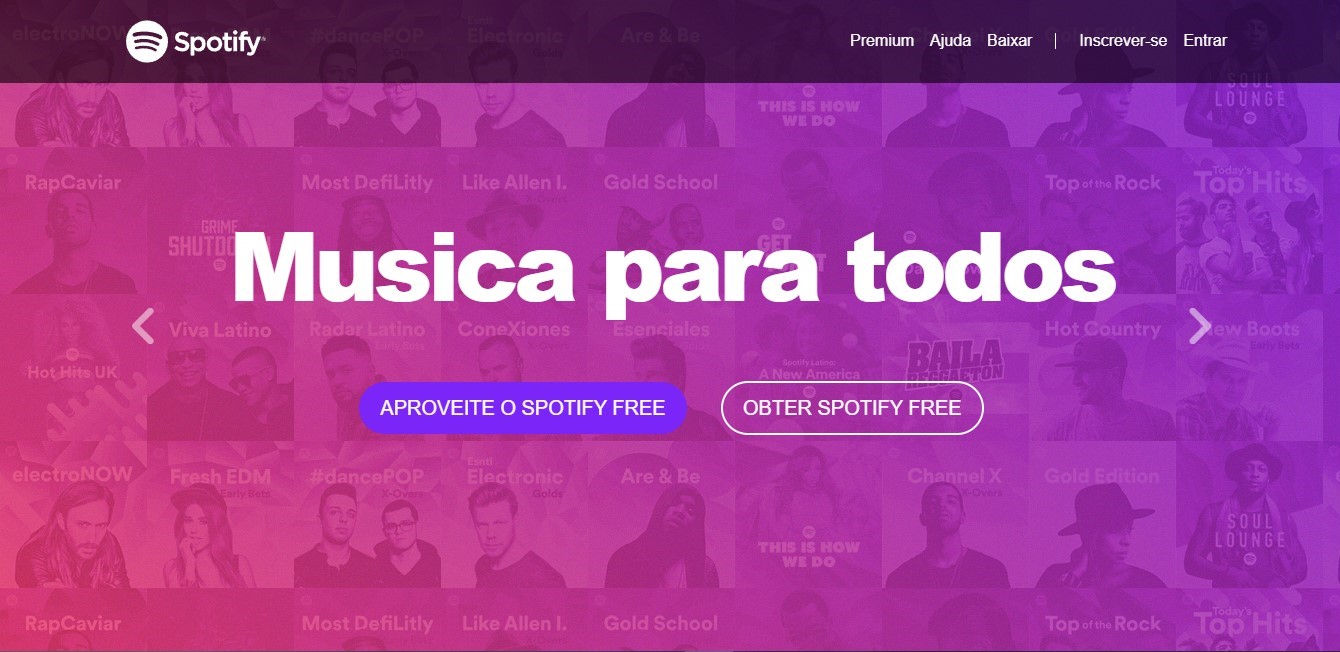 electroNOW
Spotify
#dancePOP
Esntl
Electronic
Golds
Are & Be
Premium Ajuda Baixar | Inscrever-se Entrar
THIS IS HOW
WE DO
SOUL
LOUNGE
RapCaviar
Most DefiLitly
Like Allen I.
Gold School
Top of the Rock
Today's
Top Hits
GRIME
GET
Musica para todos
Hot Hits UK
Viva Latino
Radar Latino
Early Bets
ConeXiones
Esenciales
Spotify Latino:
A New America
BAILA
REGGAETON
Hot Country
New Boots
Early Bets
APROVEITE O SPOTIFY FREE
OBTER SPOTIFY FREE
electroNOW
Fresh EDM
Early Bets
#dancePOP
X-Overs
Esntl
Electronic
Golds
Are & Be
THIS IS HOW
WE DO
Channel X
X-Overs
Gold Edition
SOUL
LOUNGE
RapCaviar
Most DefiLitly
Like Allen I.
Gold School
Top of the Rock
Today's
Top Hits